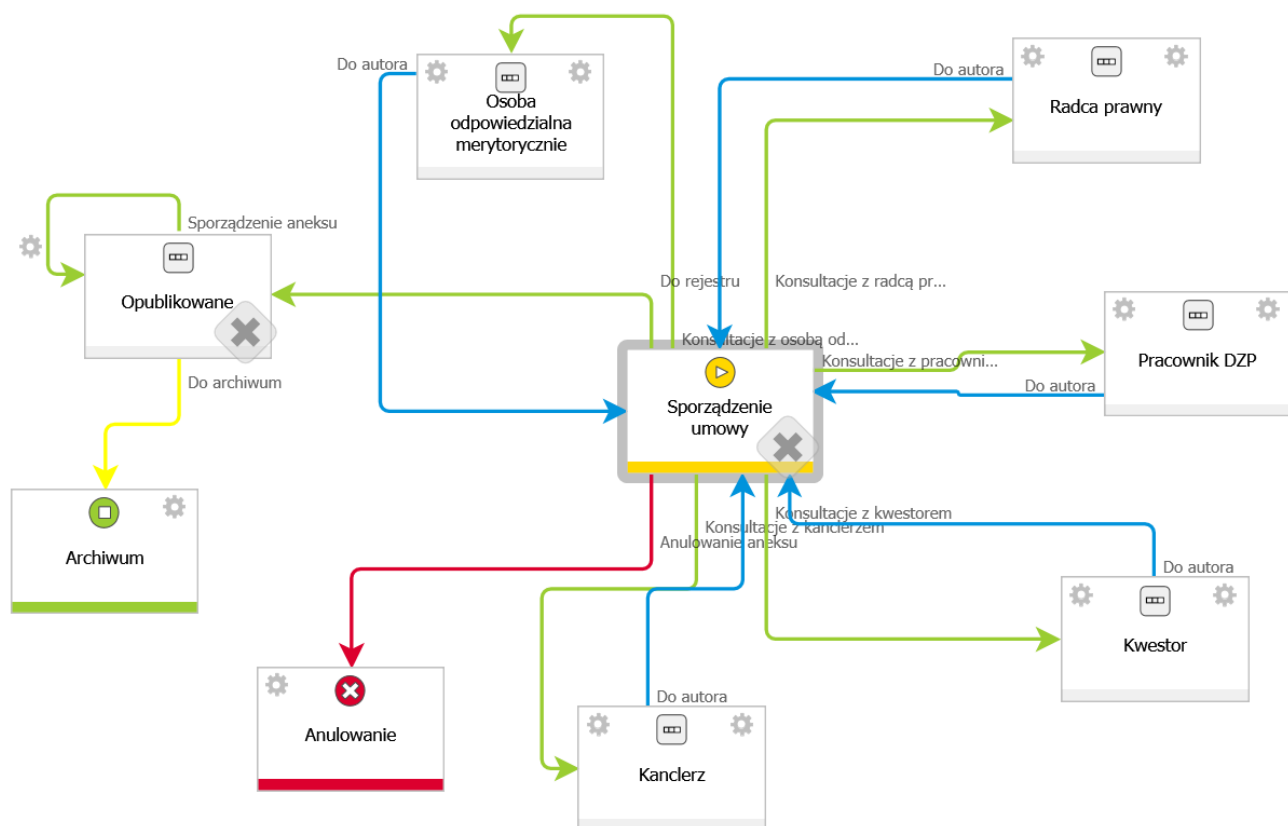 Do autora
Osoba
odpowiedzialna
merytorycznie
Do autora
Radca prawny
Sporządzenie aneksu
Opublikowane
Do rejestru
Konsultacje z radcą pr...
Konsultacje z osobą od...
Konsultacje z pracowni...
Pracownik DZP
Do autora
Do archiwum
Sporządzenie
umowy
Archiwum
Konsultacje z kwestorem
Konsultacje z kanclerzem
Anulowanie aneksu
Do autora
Kwestor
Anulowanie
Do autora
Kanclerz